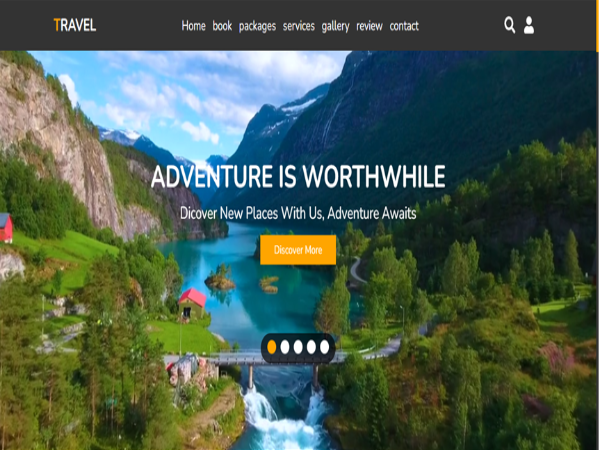 TRAVEL
Home book packages services gallery review contact
ADVENTURE IS WORTHWHILE
Dicover New Places With Us, Adventure Awaits
Discover More